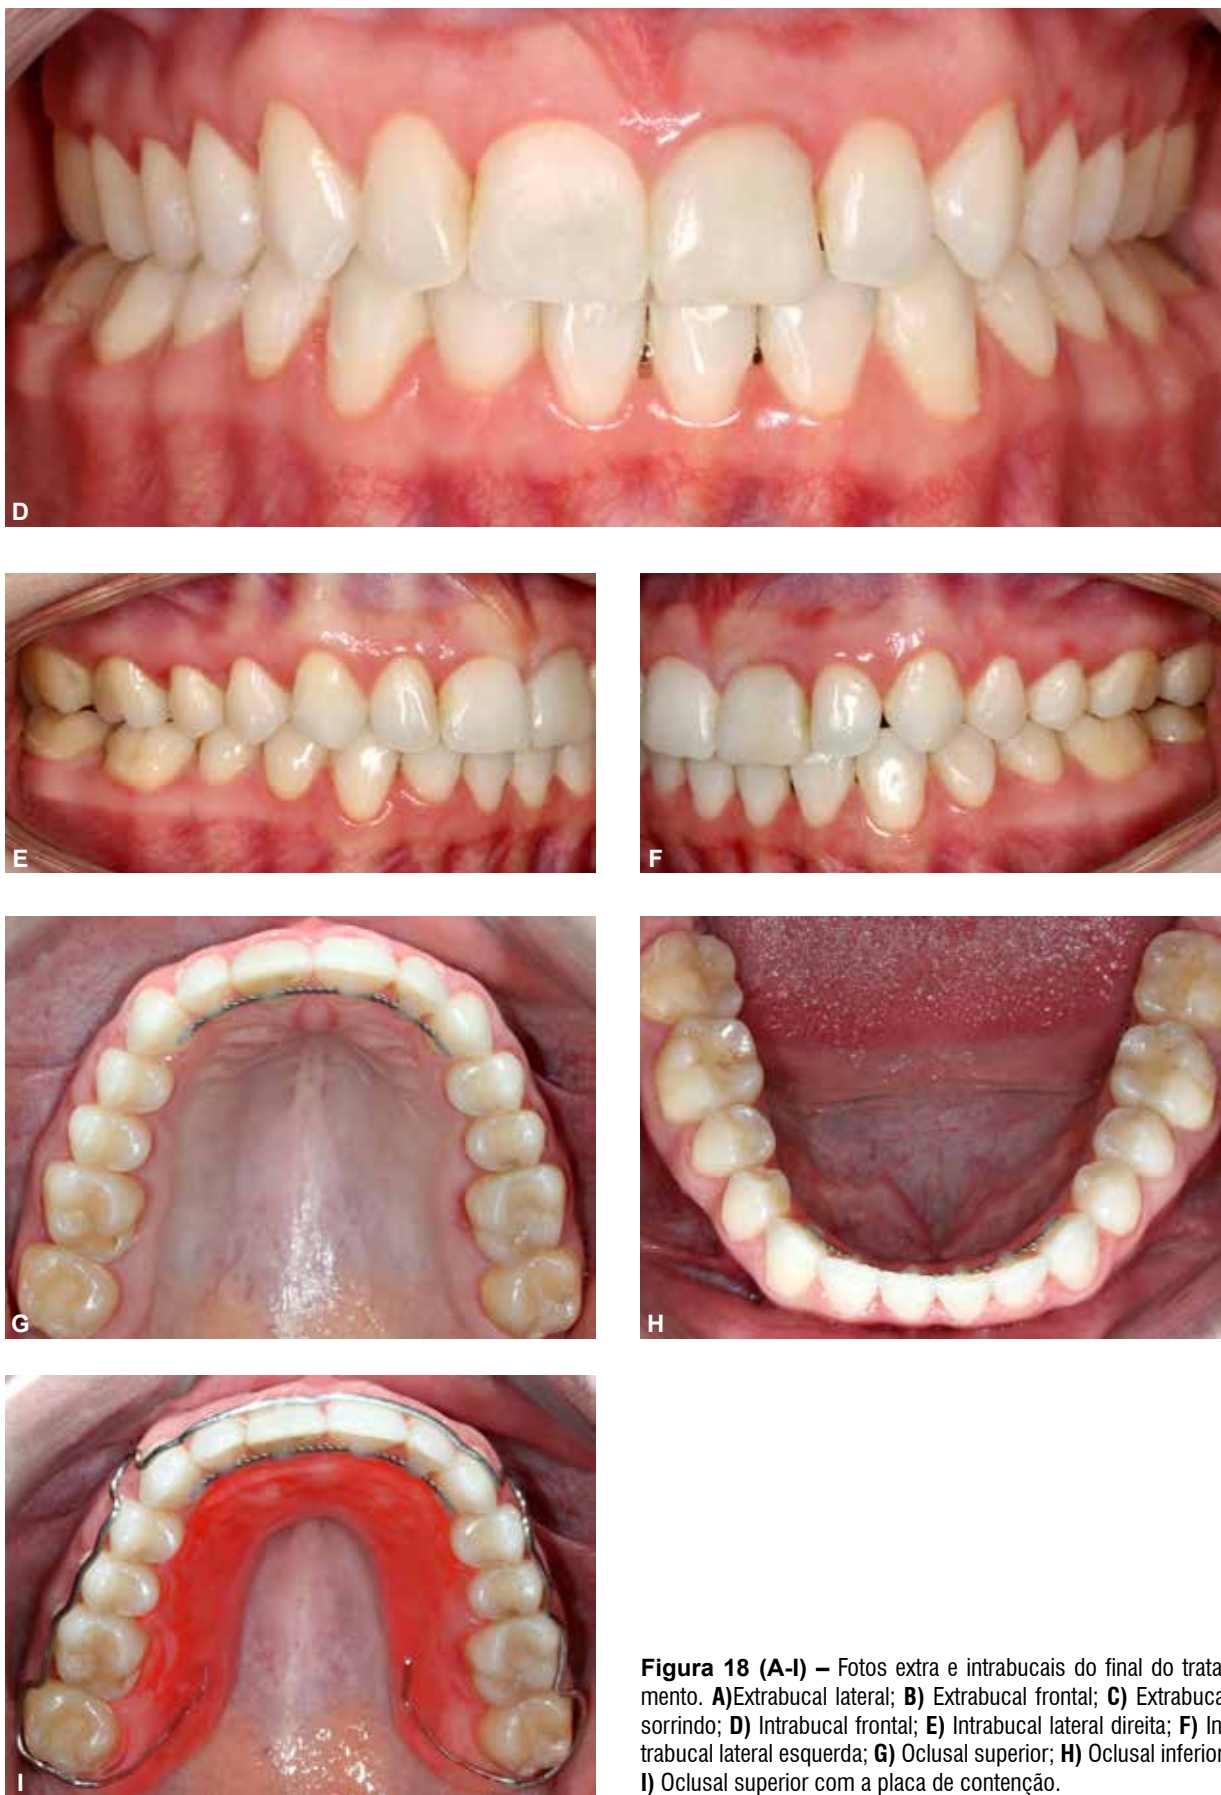 D
E
F
G
H
I
Figura 18 (A-I) – Fotos extra e intrabucais do final do trata-
mento. A)Extrabucal lateral; B) Extrabucal frontal; C) Extrabuca
sorrindo; D) Intrabucal frontal; E) Intrabucal lateral direita; F) In-
trabucal lateral esquerda; G) Oclusal superior; H) Oclusal inferior
I) Oclusal superior com a placa de contenção.